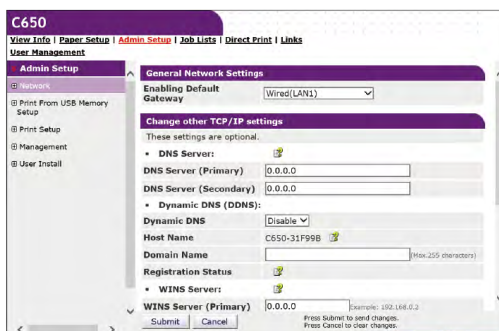 C650
View Info | Paper Setup | Admin Setup | Job Lists | Direct Print | Links
User Management
Admin Setup
Network
Print From USB Memory
Setup
Print Setup
Management
User Install
General Network Settings
Enabling Default
Gateway
Wired(LAN1)
Change other TCP/IP settings
These settings are optional.
• DNS Server:
DNS Server (Primary) 0.0.0.0
DNS Server (Secondary) 0.0.0.0
• Dynamic DNS (DDNS):
Dynamic DNS Disable
Host Name C650-31F99B
Domain Name (Max.255 characters)
Registration Status
• WINS Server:
WINS Server (Primary) 0.0.0.0 Example: 192.168.0.2
Submit Cancel
Press Submit to send changes.
Press Cancel to clear changes.